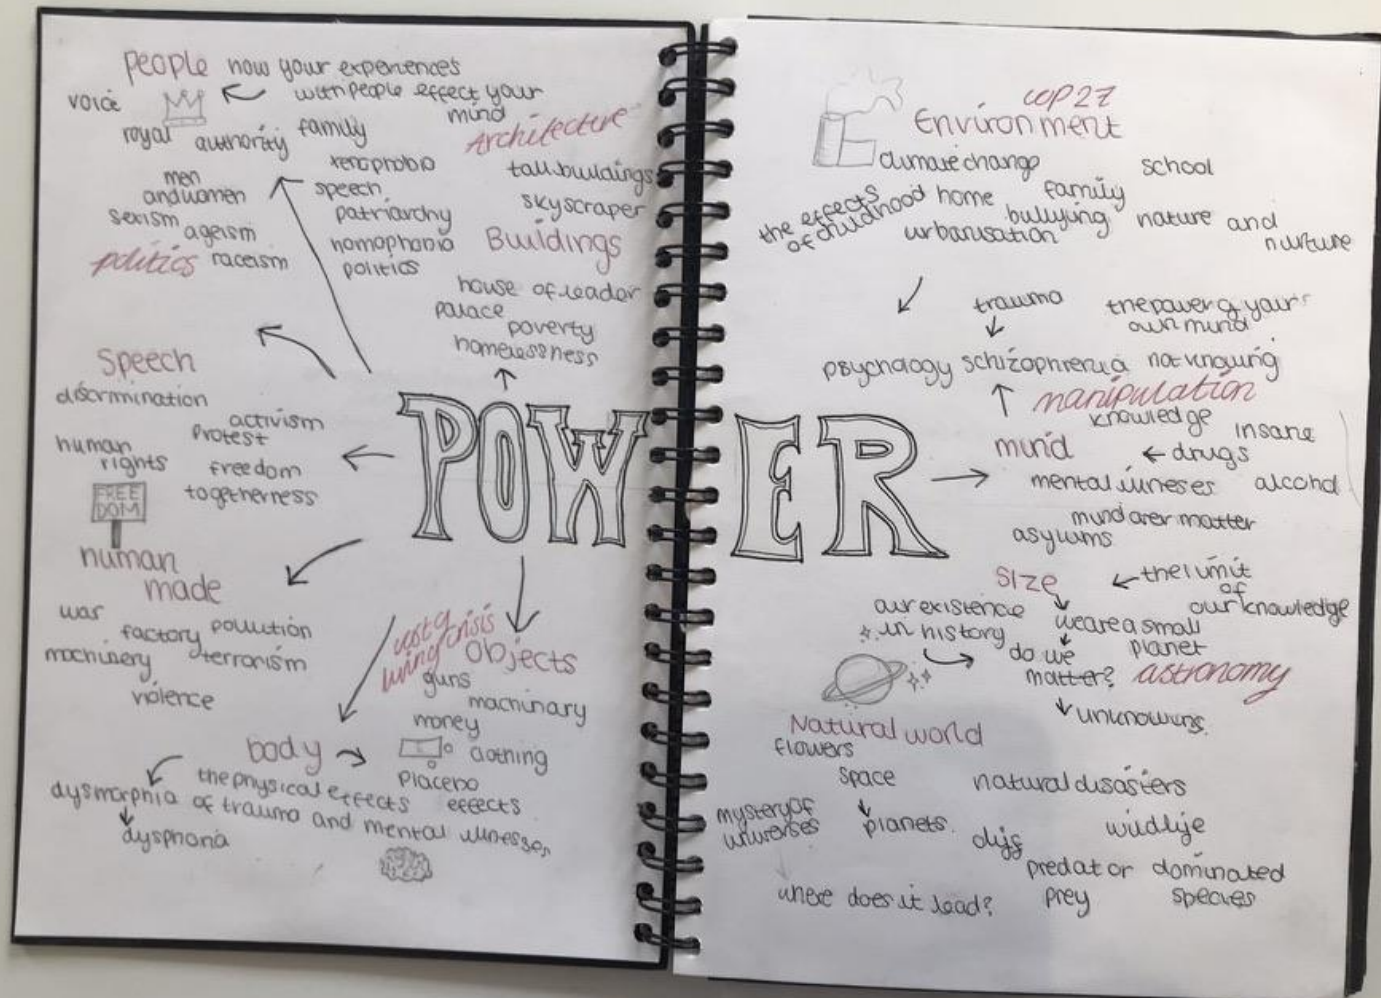 people how your experiences
with people effect your
mind
voice
royal authority family
xenophobia
men
and women
speech
patriarchy
sexism ageism
homophobia
politics raceism
politics
Architecture
tall buildings
skyscraper
Buildings
house of leader
palace
poverty
homelessness
Speech
discrimination
activism
protest
human
rights
freedom
togetherness
FREE
DOM
human
made
war
factory pollution
machinery terrorism
violence
POWER
cost of
living crisis
objects
guns
machinary
money
clothing
body
placebo
effects
the physical effects
of trauma and mental illnesses
dysmorphia
dysphoria
COP27
Environment
climate change
school
the effects
of childhood
home family
bullying
urbanisation
nature and
nurture
trauma
the power of your
own mind
psychology schizophrenia not knowing
manipulation
knowledge
insane
mind
drugs
mental illneses alcohol
mind over matter
asylums
size
the limit
of
our knowledge
our existence
in history
we are a small
planet
do we
matter?
astronomy
unknowns
Natural world
flowers
space
natural disasters
mystery of
universes
planets
wildlife
predator
prey
dominated
species
where does it lead?